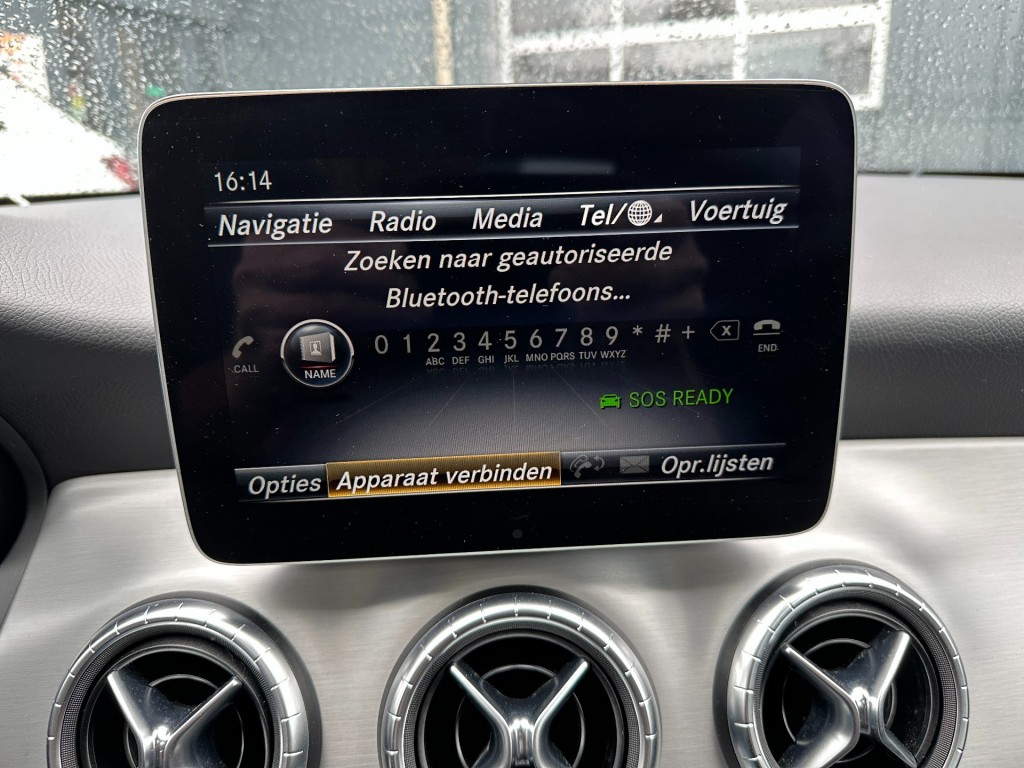 16:14
Navigatie Radio Media Tel/ Voertuig
Zoeken naar geautoriseerde
Bluetooth-telefoons...
0 1 2 3 4 5 6 7 8 9 * # + X
ABC DEF GHI JKL MNO PQRS TUV WXYZ
CALL NAME END
SOS READY
Opties Apparaat verbinden Opr.lijsten